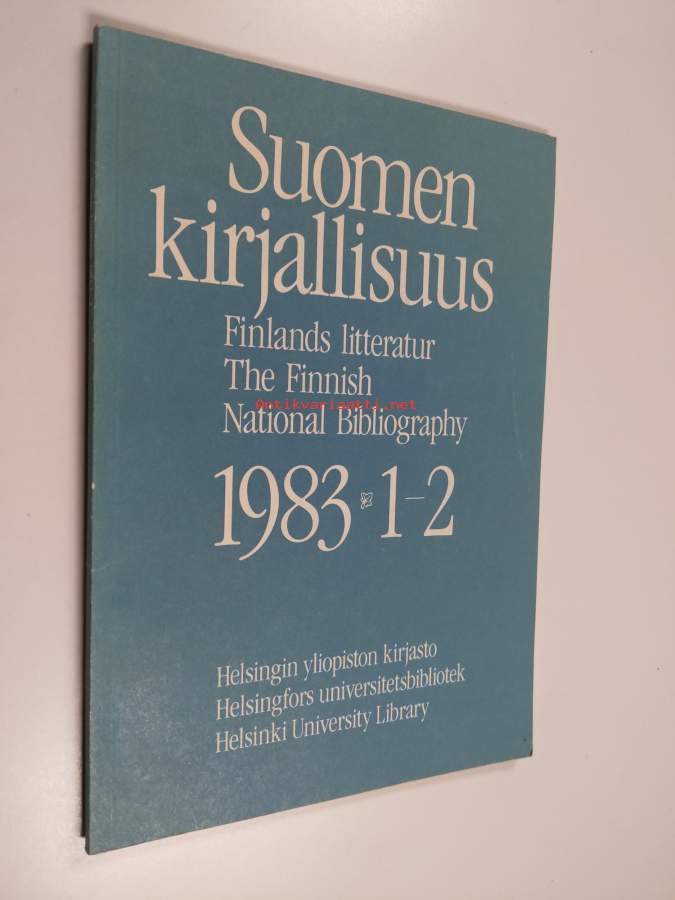 Suomen
kirjallisuus
Finlands litteratur
The Finnish
Antikvariaatti.net
National Bibliography
1983 1–2
Helsingin yliopiston kirjasto
Helsingfors universitetsbibliotek
Helsinki University Library